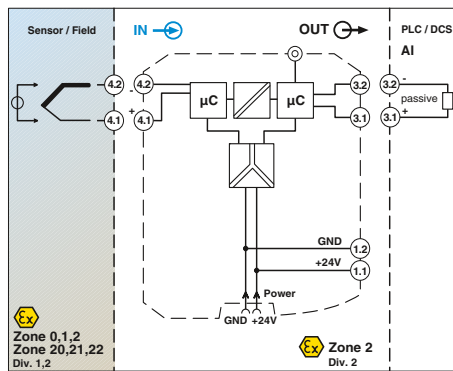 Sensor / Field
IN
OUT
PLC / DCS
AI
4.2
4.2
-
µC
µC
3.2
3.2
-
passive
+
4.1
4.1
3.1
3.1
+
GND
1.2
+24V
1.1
Power
GND +24V
Ex
Zone 0,1,2
Zone 20,21,22
Div. 1,2
Ex
Zone 2
Div. 2